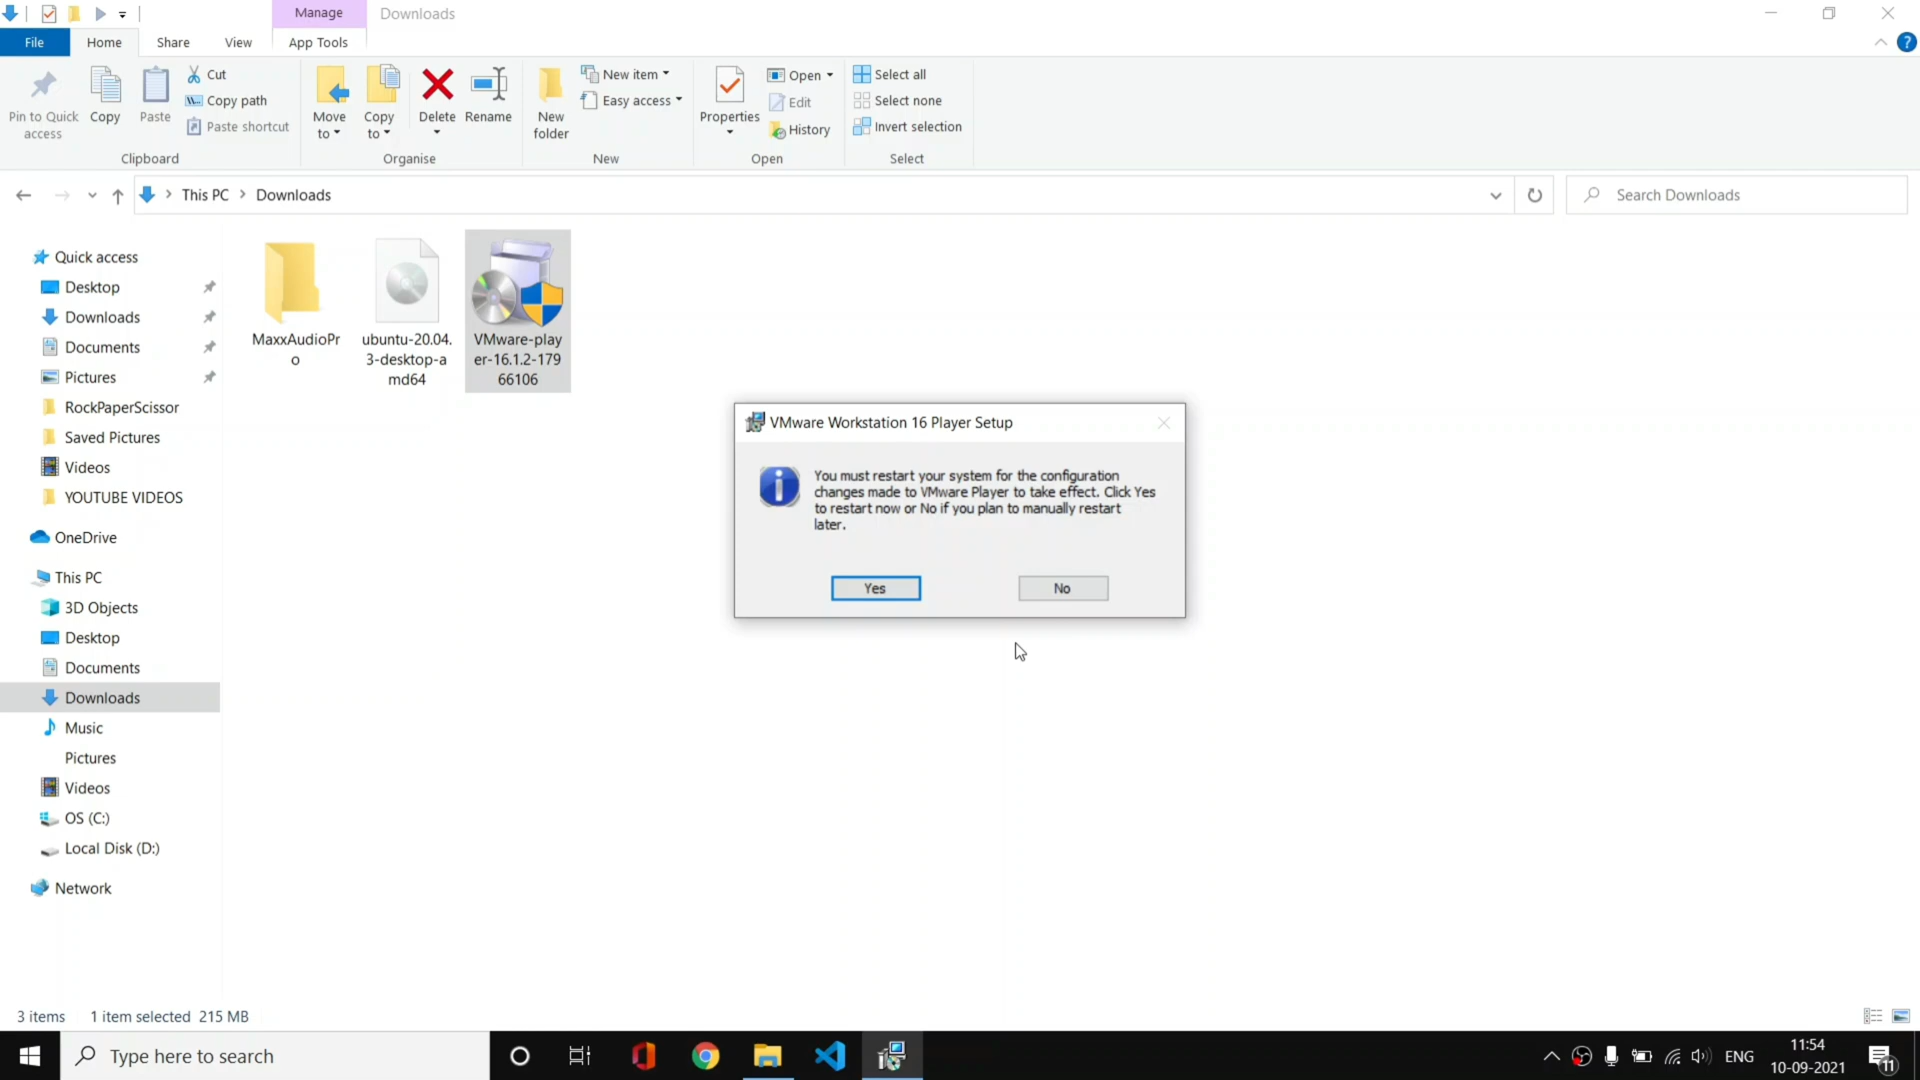 Manage
Downloads
File
Home
Share
View
App Tools
Pin to Quick
access
Copy
Paste
Cut
Copy path
Paste shortcut
Clipboard
Move
to
Copy
to
Delete
Rename
Organise
New
folder
New item
Easy access
New
Properties
Open
Edit
History
Open
Select all
Select none
Invert selection
Select
This PC
Downloads
Search Downloads
Quick access
Desktop
Downloads
Documents
Pictures
RockPaperScissor
Saved Pictures
Videos
YOUTUBE VIDEOS
OneDrive
This PC
3D Objects
Desktop
Documents
Downloads
Music
Pictures
Videos
OS (C:)
Local Disk (D:)
Network
MaxxAudioPr
o
ubuntu-20.04.
3-desktop-a
md64
VMware-play
er-16.1.2-179
66106
VMware Workstation 16 Player Setup
You must restart your system for the configuration
changes made to VMware Player to take effect. Click Yes
to restart now or No if you plan to manually restart
later.
Yes
No
3 items
1 item selected 215 MB
Type here to search
ENG
11:54
10-09-2021
11